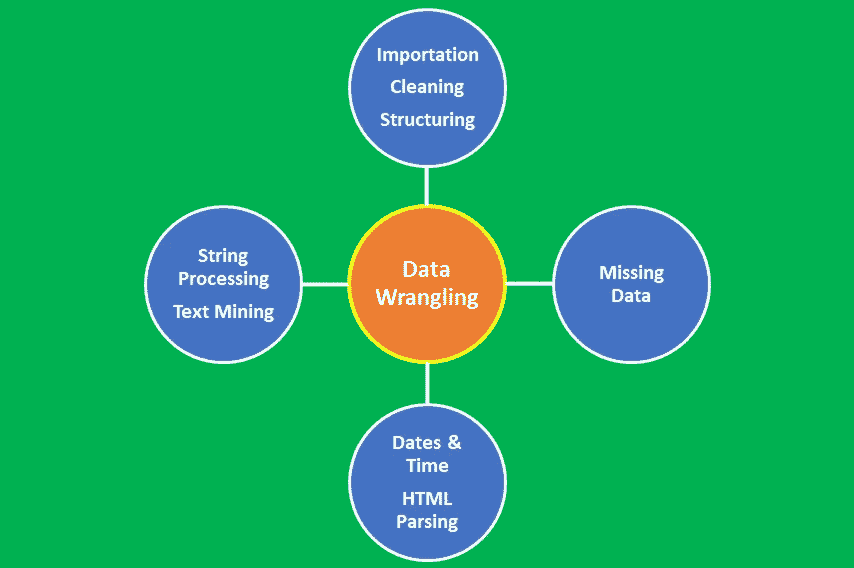 Importation
Cleaning
Structuring
String
Processing
Text Mining
Data
Wrangling
Missing
Data
Dates &
Time
HTML
Parsing